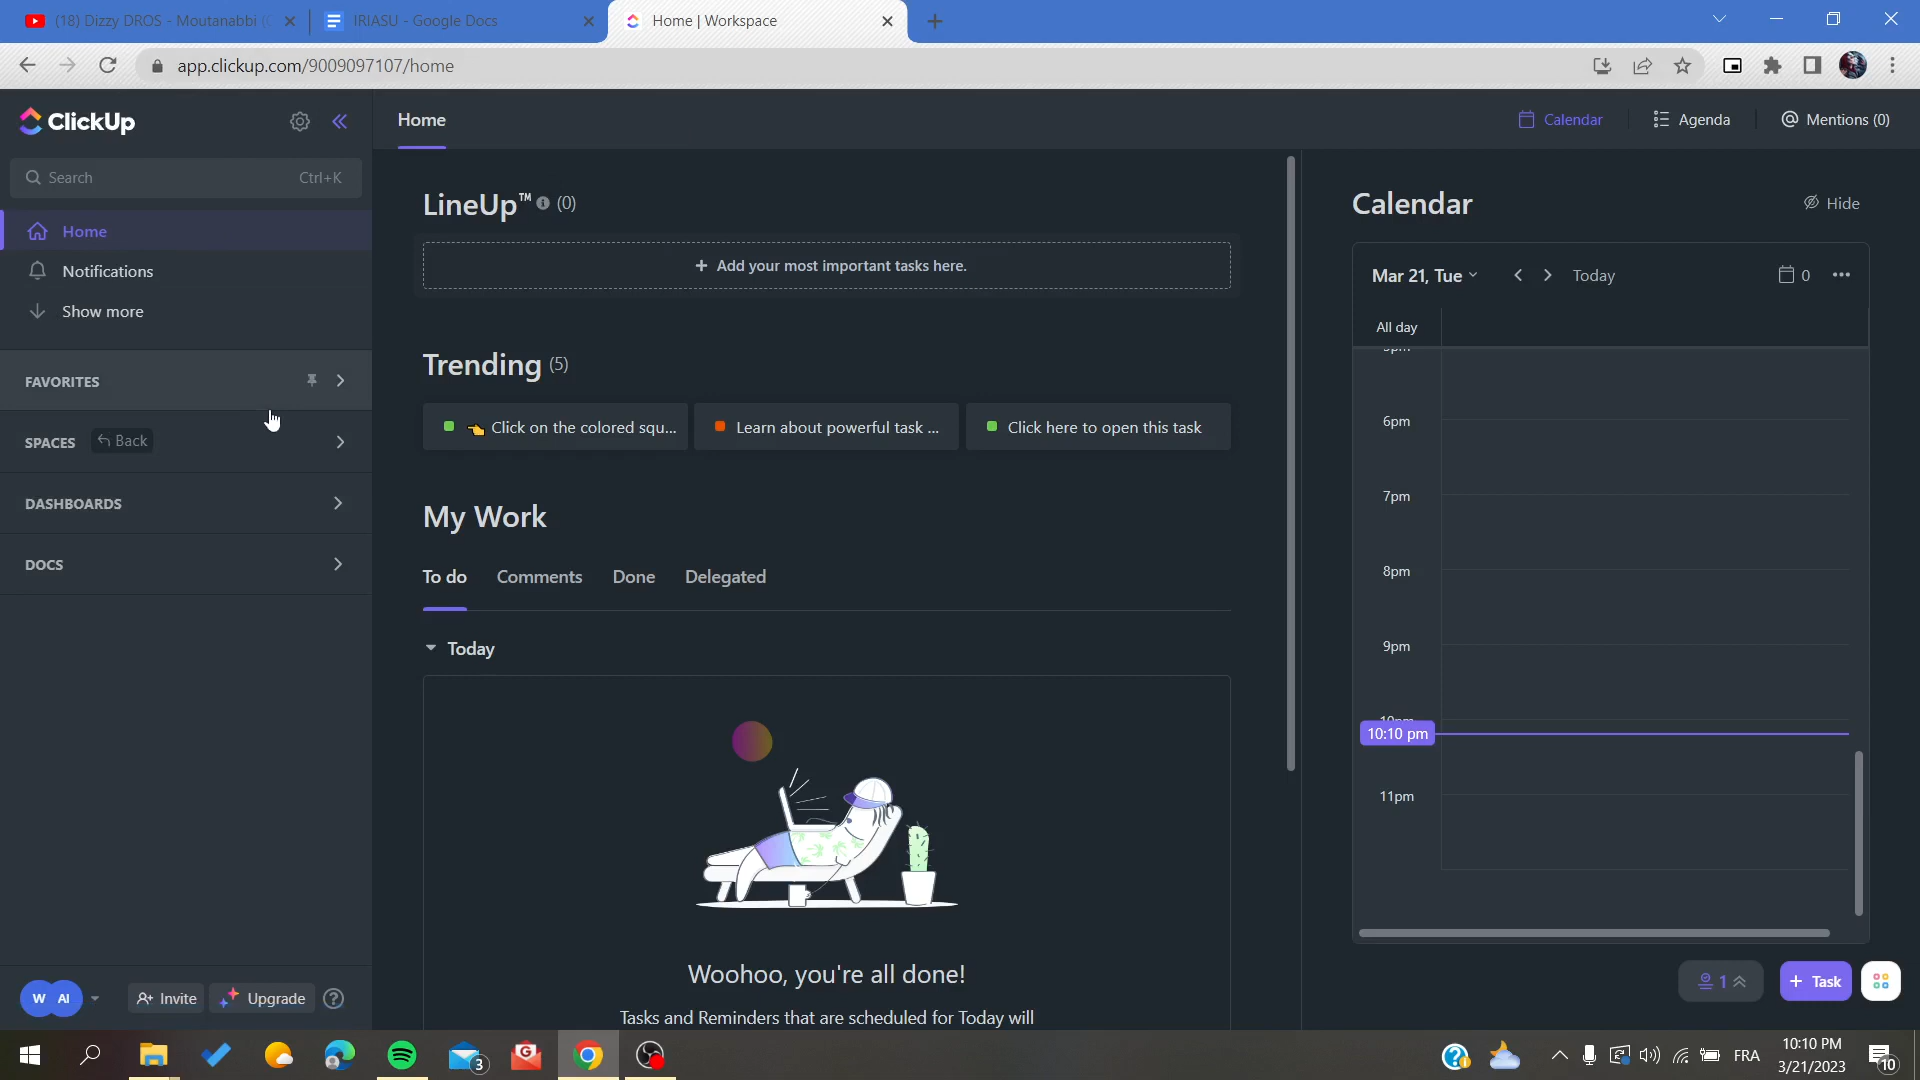 (18) Dizzy DROS - Moutanabbi (
IRIASU - Google Docs
Home | Workspace
app.clickup.com/9009097107/home
ClickUp
Search
Ctrl+K
Home
Notifications
Show more
FAVORITES
SPACES
Back
DASHBOARDS
DOCS
W
AI
Invite
Upgrade
Home
Calendar
Agenda
Mentions (0)
LineUp™ (0)
+ Add your most important tasks here.
Trending (5)
Click on the colored squ...
Learn about powerful task ...
Click here to open this task
My Work
To do
Comments
Done
Delegated
Today
Woohoo, you're all done!
Tasks and Reminders that are scheduled for Today will
Calendar
Hide
Mar 21, Tue
Today
0
All day
5pm
6pm
7pm
8pm
9pm
10pm
10:10 pm
11pm
1
+ Task
3
FRA
10:10 PM
3/21/2023
10